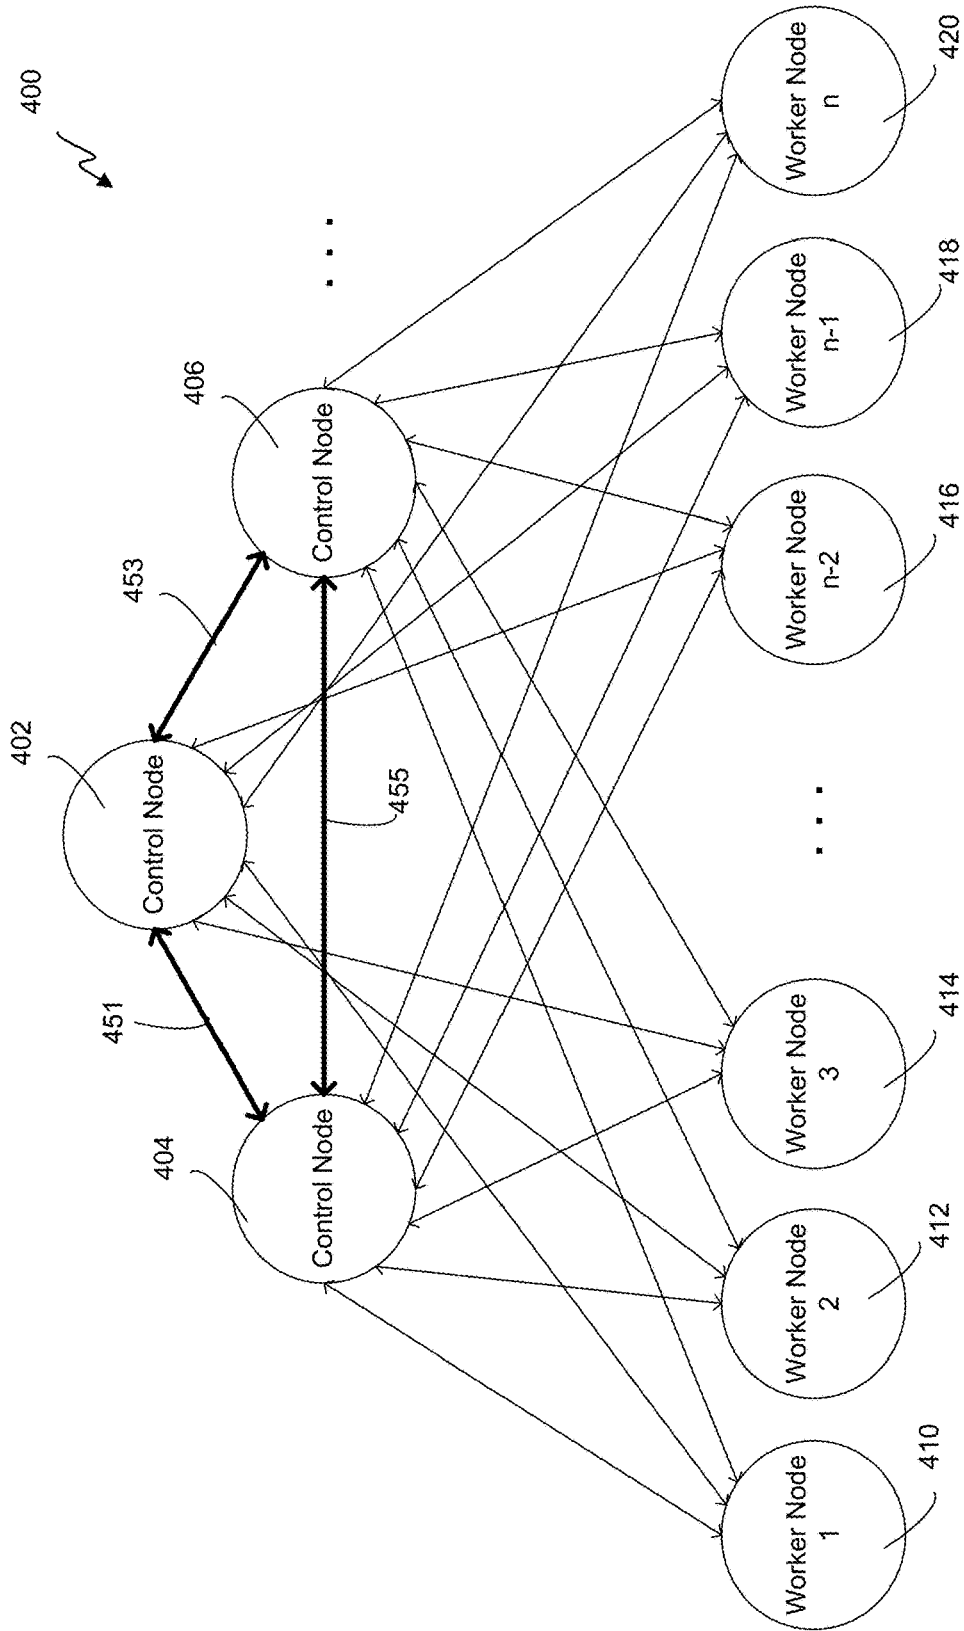 400
402
Control Node
451
453
404
Control Node
406
Control Node
. . .
455
Worker Node
1
410
Worker Node
2
412
Worker Node
3
414
. . .
Worker Node
n-2
416
Worker Node
n-1
418
Worker Node
n
420